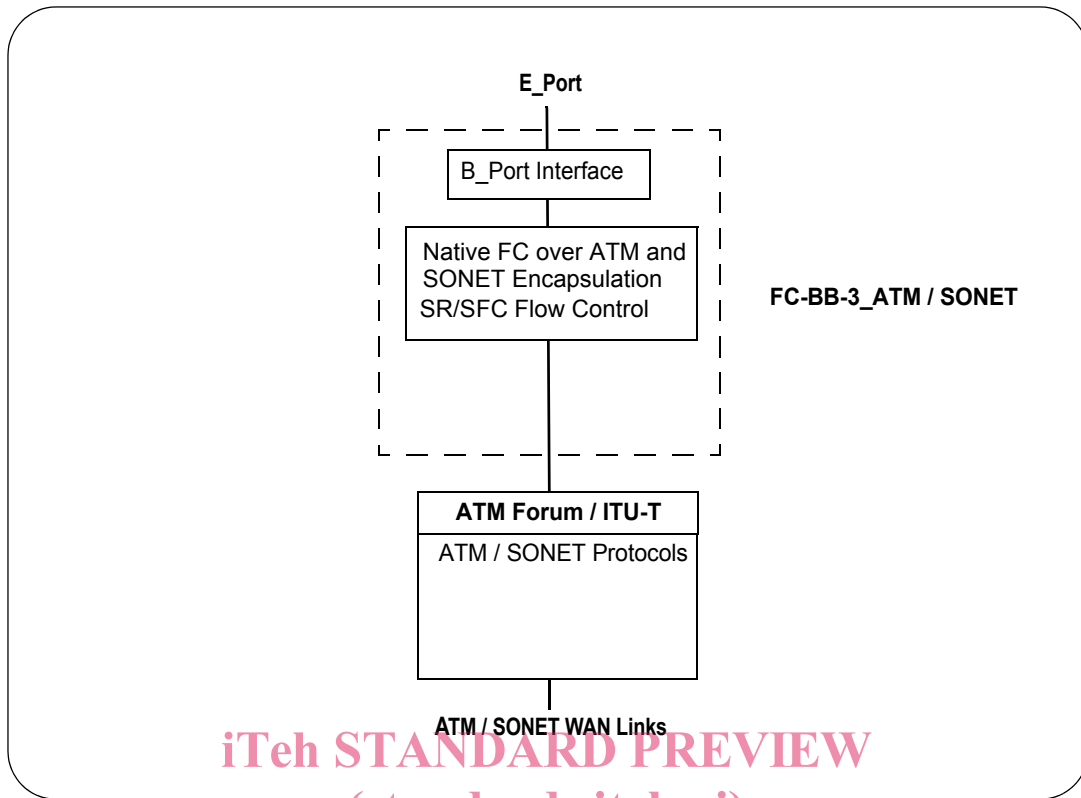 E_Port
B_Port Interface
Native FC over ATM and
SONET Encapsulation
SR/SFC Flow Control
FC-BB-3_ATM / SONET
ATM Forum / ITU-T
ATM / SONET Protocols
ATM / SONET WAN Links
iTeh STANDARD PREVIEW